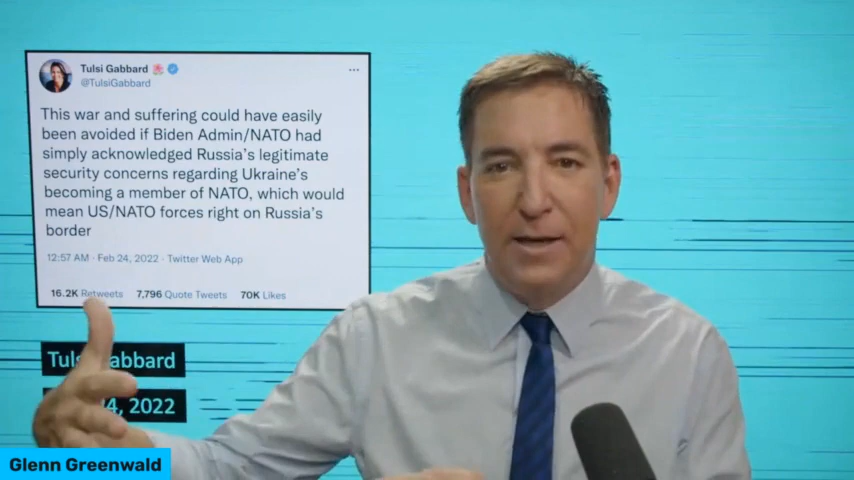 Tulsi Gabbard
@TulsiGabbard
This war and suffering could have easily
been avoided if Biden Admin/NATO had
simply acknowledged Russia's legitimate
security concerns regarding Ukraine's
becoming a member of NATO, which would
mean US/NATO forces right on Russia's
border
12:57 AM · Feb 24, 2022 · Twitter Web App
16.2K Retweets 7,796 Quote Tweets 70K Likes
24, 2022
Glenn Greenwald